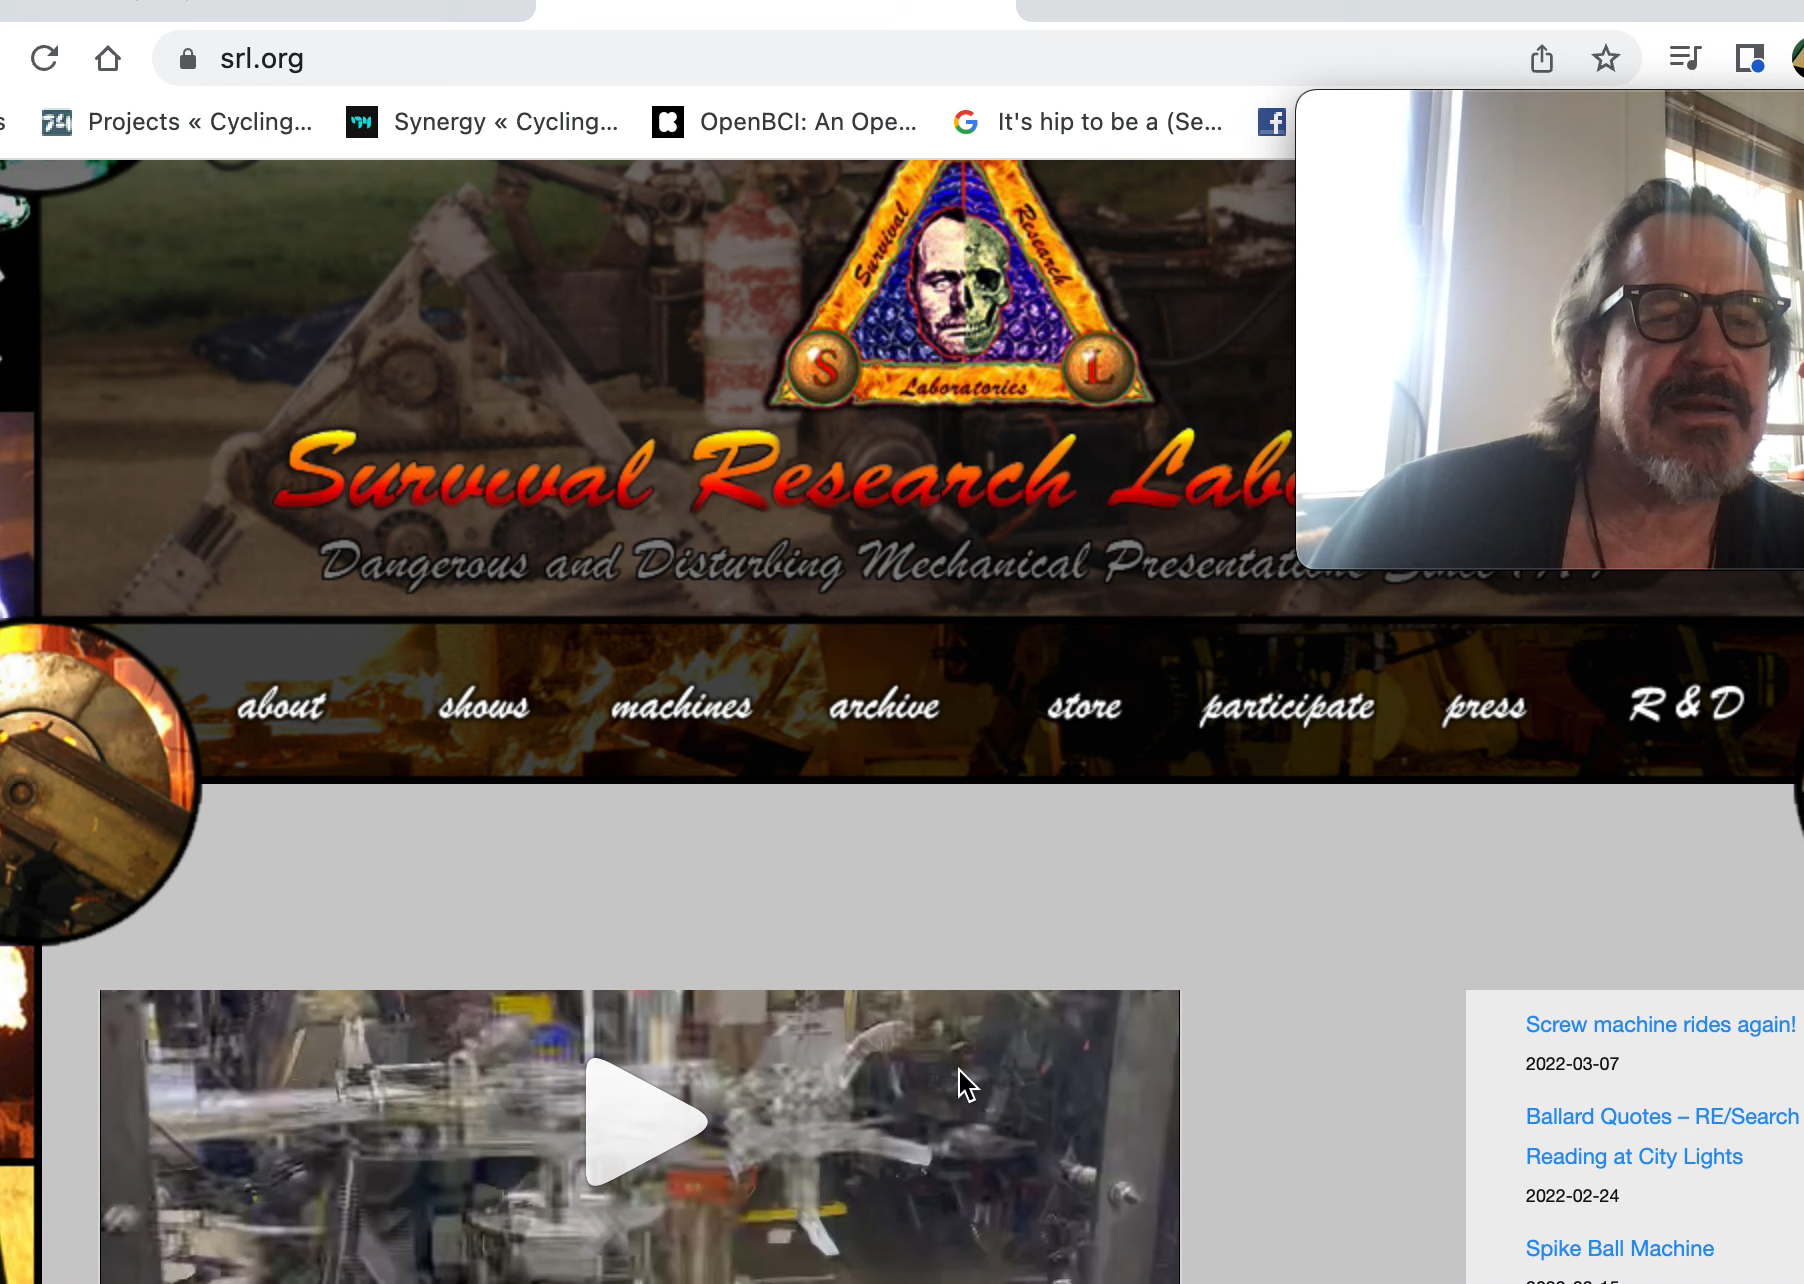 srl.org
s Projects « Cycling... Synergy « Cycling... OpenBCI: An Ope... It's hip to be a (Se...
Survival Research
S L
Laboratories
Survival Research Lab
Dangerous and Disturbing Mechanical Presentat
about shows machines archive store participate press R & D
Screw machine rides again!
2022-03-07
Ballard Quotes – RE/Search
Reading at City Lights
2022-02-24
Spike Ball Machine